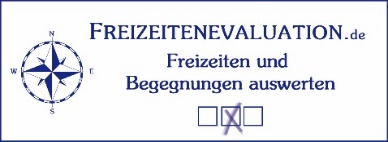 N
W E
S
FREIZEITENEVALUATION.de
Freizeiten und
Begegnungen auswerten